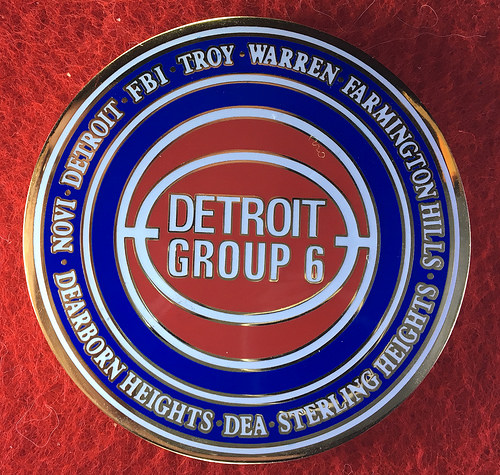 DETROIT
GROUP 6
NOVI · DETROIT · FBI · TROY · WARREN · FARMINGTON HILLS ·
DEARBORN HEIGHTS · DEA · STERLING HEIGHTS